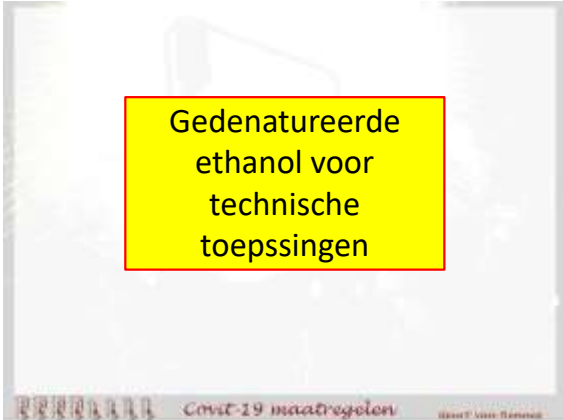 Gedenatureerde
ethanol voor
technische
toepssingen
Covit-19 maatregelen